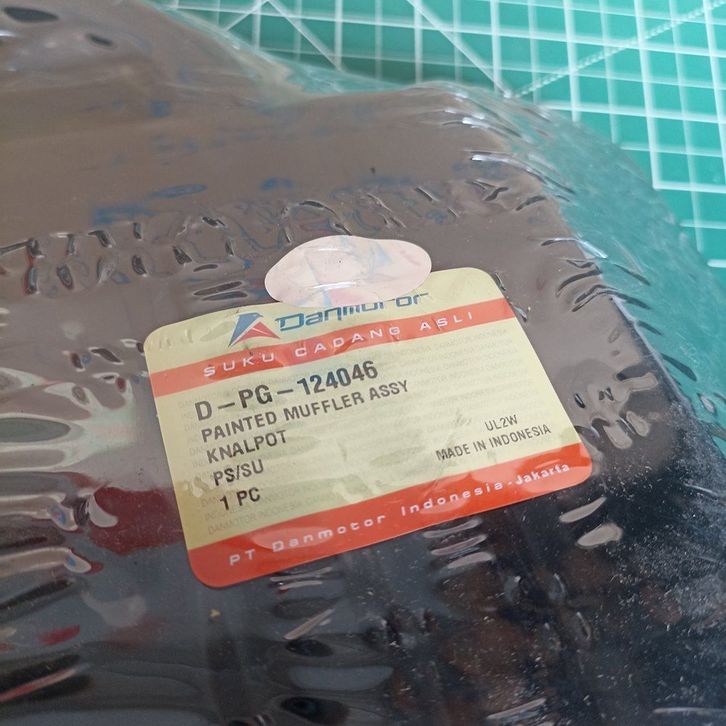 Danmotor
SUKU CADANG ASLI
D-PG-124046
PAINTED MUFFLER ASSY
KNALPOT
PS/SU
1 PC
UL2W
MADE IN INDONESIA
PT Danmotor Indonesia-Jakarta